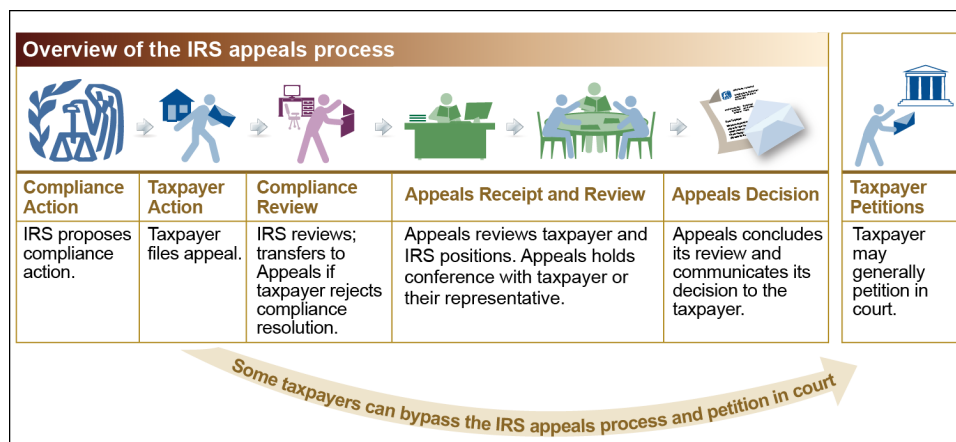 Overview of the IRS appeals process
Compliance
Action
IRS proposes
compliance
action.
Taxpayer
Action
Taxpayer
files appeal.
Compliance
Review
IRS reviews;
transfers to
Appeals if
taxpayer rejects
compliance
resolution.
Appeals Receipt and Review
Appeals reviews taxpayer and
IRS positions. Appeals holds
conference with taxpayer or
their representative.
Appeals Decision
Appeals concludes
its review and
communicates its
decision to the
taxpayer.
Taxpayer
Petitions
Taxpayer
may
generally
petition in
court.
Some taxpayers can bypass the IRS appeals process and petition in court